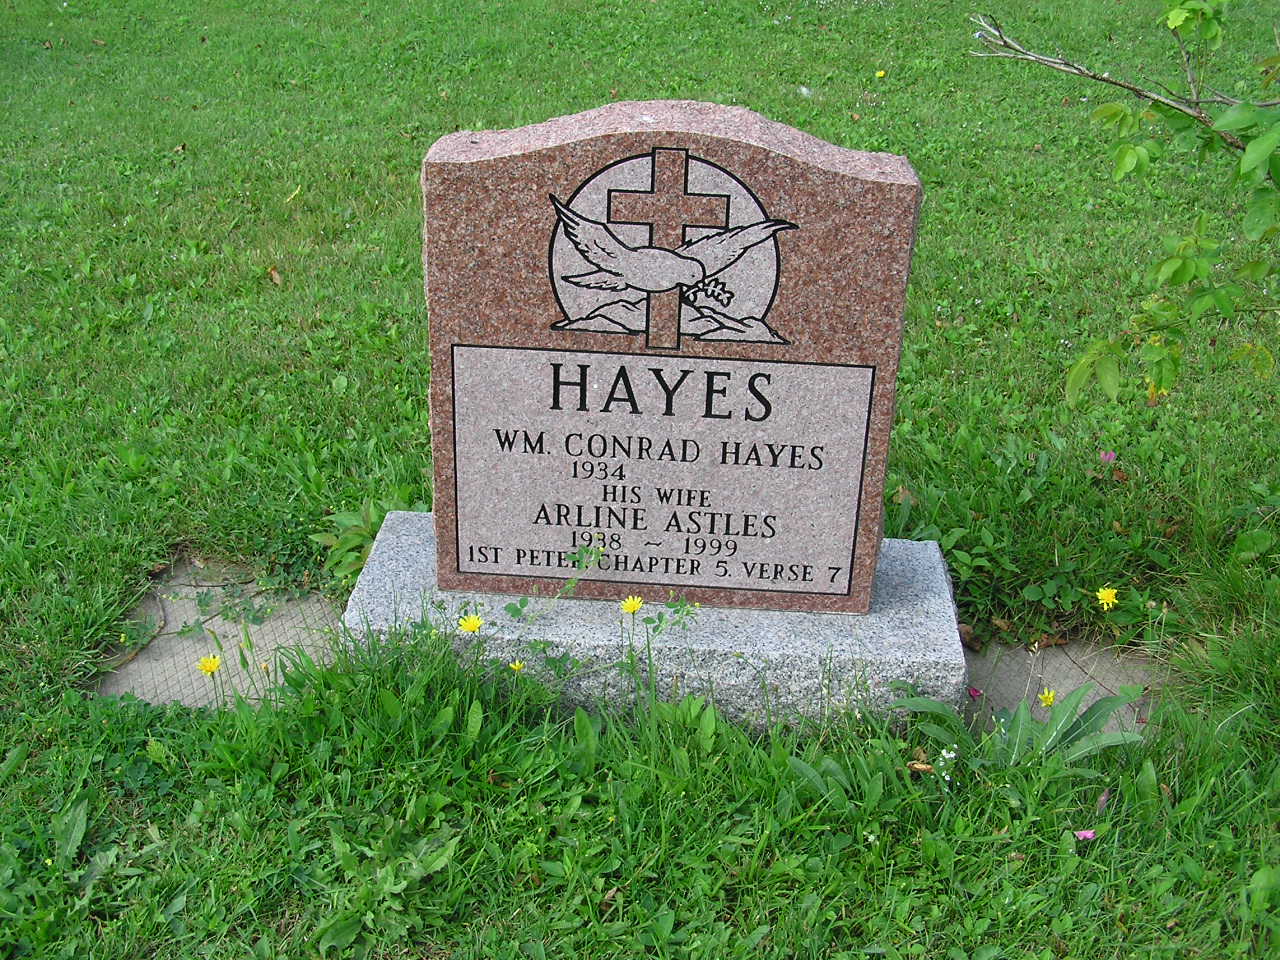 HAYES
WM. CONRAD HAYES
1934
HIS WIFE
ARLINE ASTLES
1938 ~ 1999
1ST PETER CHAPTER 5. VERSE 7